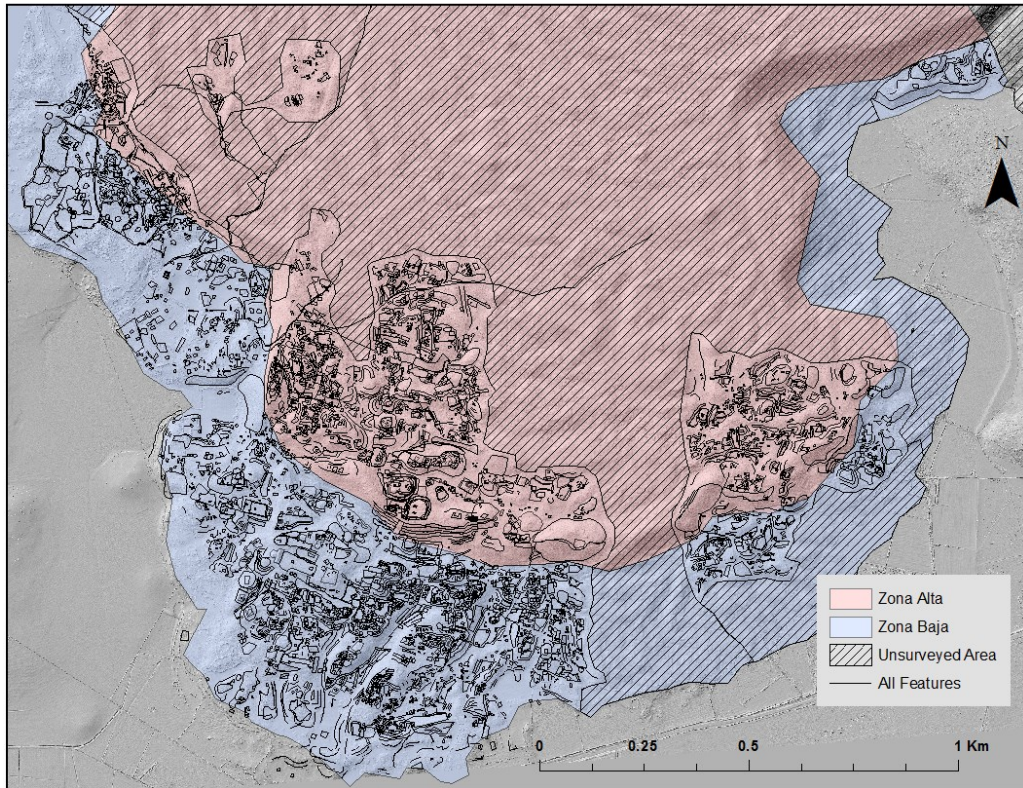 N
Zona Alta
Zona Baja
Unsurveyed Area
All Features
0 0.25 0.5 1 Km